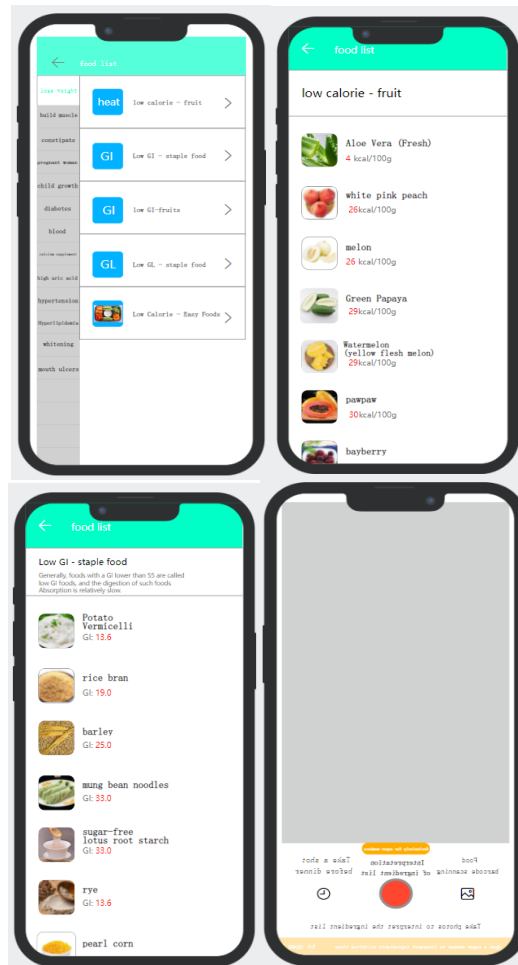 food list
lose weight
build muscle
constipate
pregnant woman
child growth
diabetes
blood
calcium supplement
high uric acid
hypertension
Hyperlipidemia
whitening
mouth ulcers
heat
low calorie - fruit
GI
Low GI - staple food
GI
low GI-fruits
GL
Low GL - staple food
Low Calorie - Easy Foods
food list
low calorie - fruit
Aloe Vera (Fresh)
4 kcal/100g
white pink peach
26kcal/100g
melon
26 kcal/100g
Green Papaya
29kcal/100g
Watermelon
(yellow flesh melon)
29kcal/100g
pawpaw
30kcal/100g
bayberry
food list
Low GI - staple food
Generally, foods with a GI lower than 55 are called
low GI foods, and the digestion of such foods
Absorption is relatively slow.
Potato
Vermicelli
GI: 13.6
rice bran
GI: 19.0
barley
GI: 25.0
mung bean noodles
GI: 33.0
sugar-free
lotus root starch
GI: 33.0
rye
GI: 13.6
pearl corn
Take a shot
before dinner
Interpretation
of ingredient list
Food
barcode scanning
Take photos to interpret the ingredient list